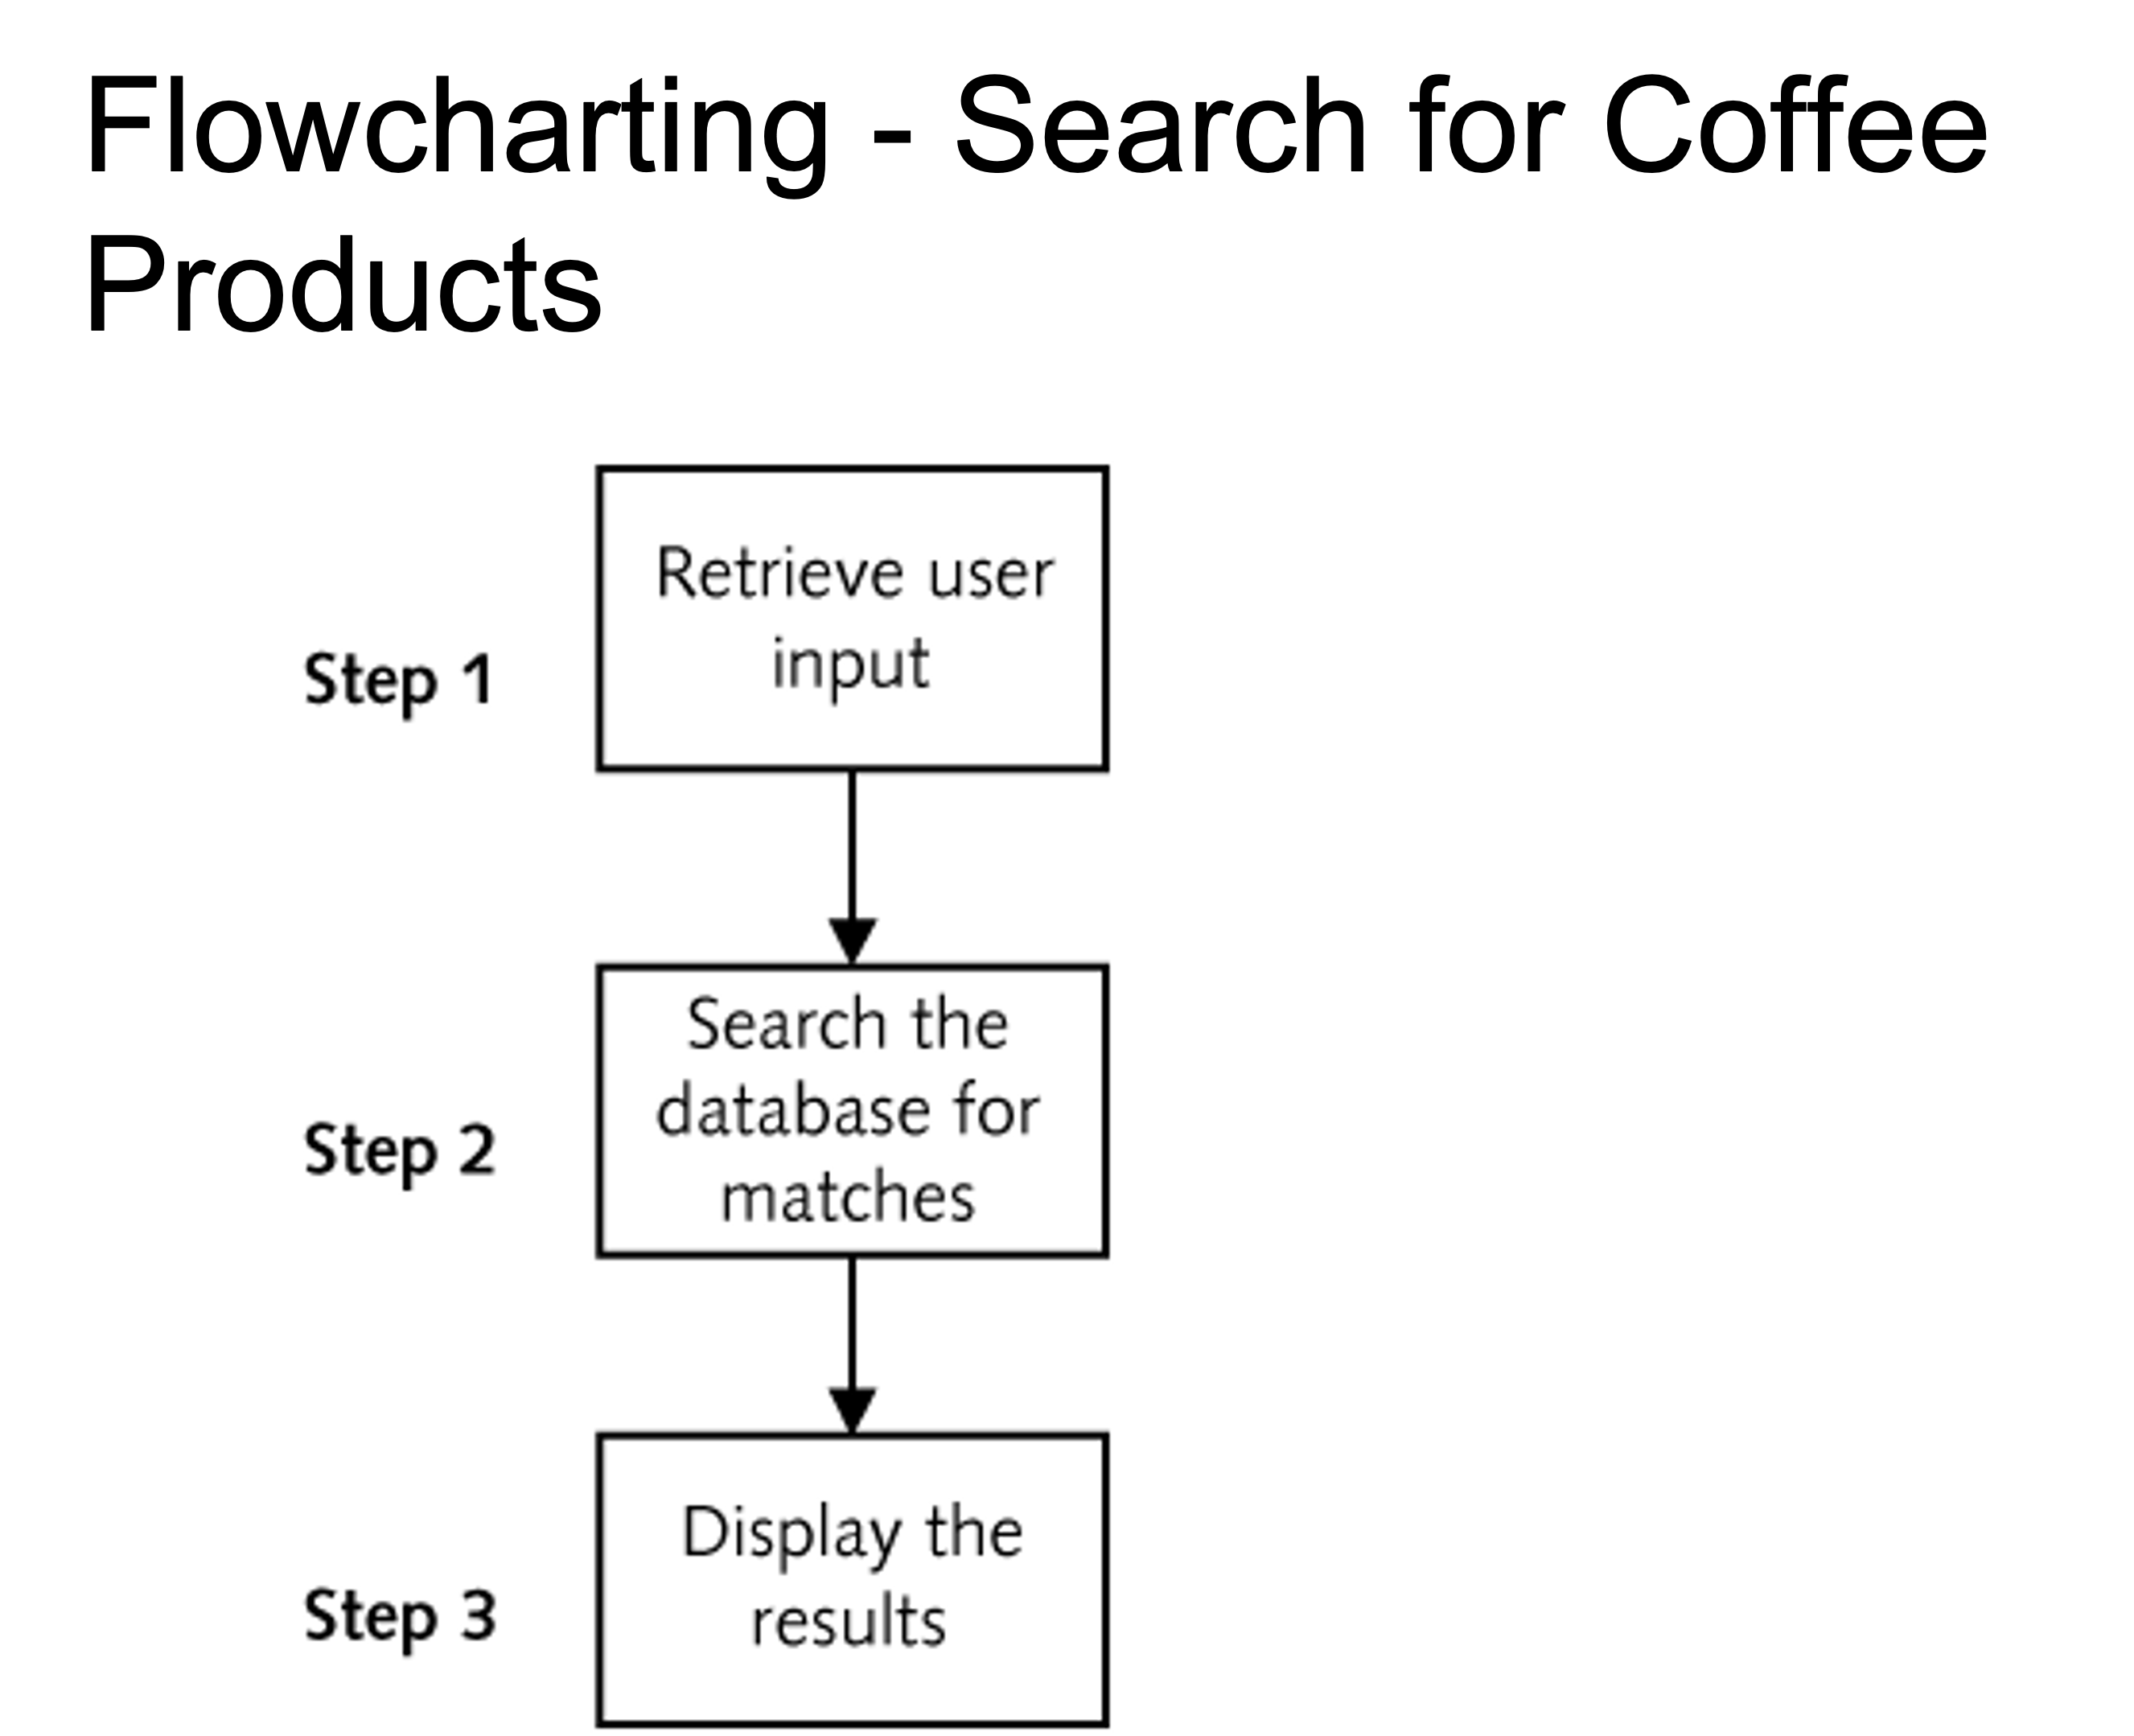 Flowcharting - Search for Coffee
Products
Retrieve user
input
Step 1
Search the
database for
matches
Step 2
Display the
results
Step 3